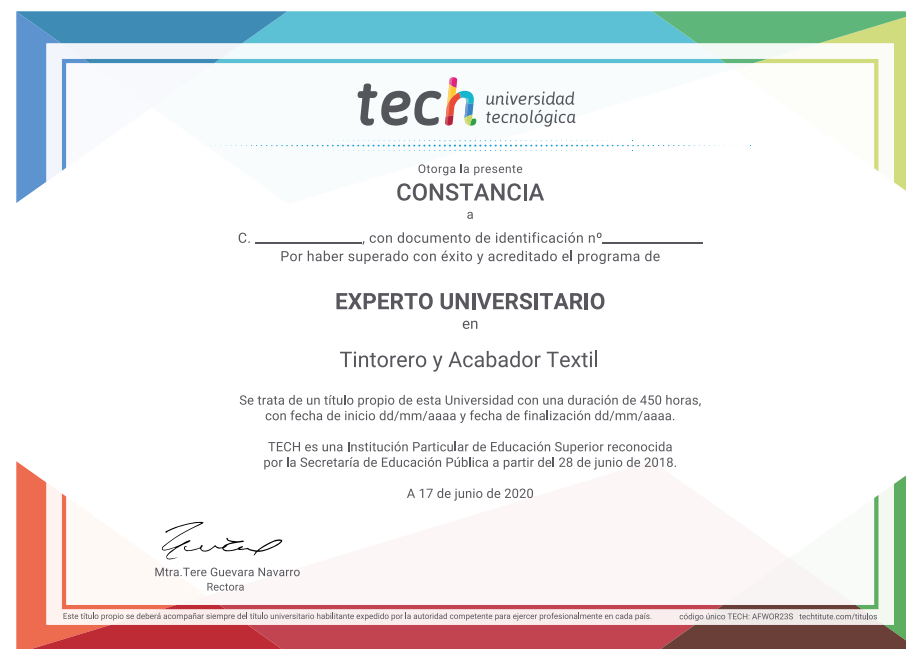 tech universidad
tecnológica
Otorga la presente
CONSTANCIA
a
C. ____________, con documento de identificación nº____________
Por haber superado con éxito y acreditado el programa de
EXPERTO UNIVERSITARIO
en
Tintorero y Acabador Textil
Se trata de un título propio de esta Universidad con una duración de 450 horas,
con fecha de inicio dd/mm/aaaa y fecha de finalización dd/mm/aaaa.
TECH es una Institución Particular de Educación Superior reconocida
por la Secretaría de Educación Pública a partir del 28 de junio de 2018.
A 17 de junio de 2020
Mtra.Tere Guevara Navarro
Rectora
Este título propio se deberá acompañar siempre del título universitario habilitante expedido por la autoridad competente para ejercer profesionalmente en cada país. código único TECH: AFWOR23S techtitute.com/titulos